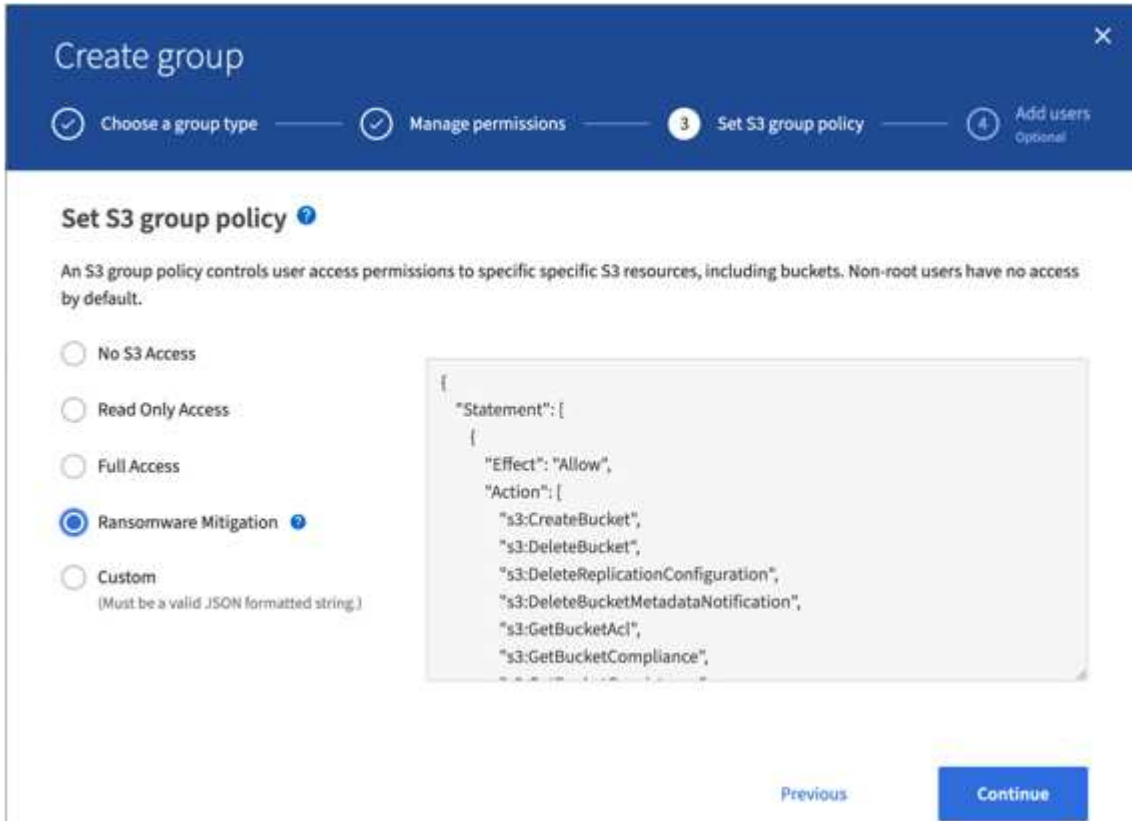 Create group
Choose a group type
Manage permissions
3 Set S3 group policy
4 Add users
Optional
Set S3 group policy ?
An S3 group policy controls user access permissions to specific specific S3 resources, including buckets. Non-root users have no access
by default.
No S3 Access
Read Only Access
Full Access
Ransomware Mitigation ?
Custom
(Must be a valid JSON formatted string.)
{
"Statement": [
{
"Effect": "Allow",
"Action": [
"s3:CreateBucket",
"s3:DeleteBucket",
"s3:DeleteReplicationConfiguration",
"s3:DeleteBucketMetadataNotification",
"s3:GetBucketAcl",
"s3:GetBucketCompliance",
Previous
Continue